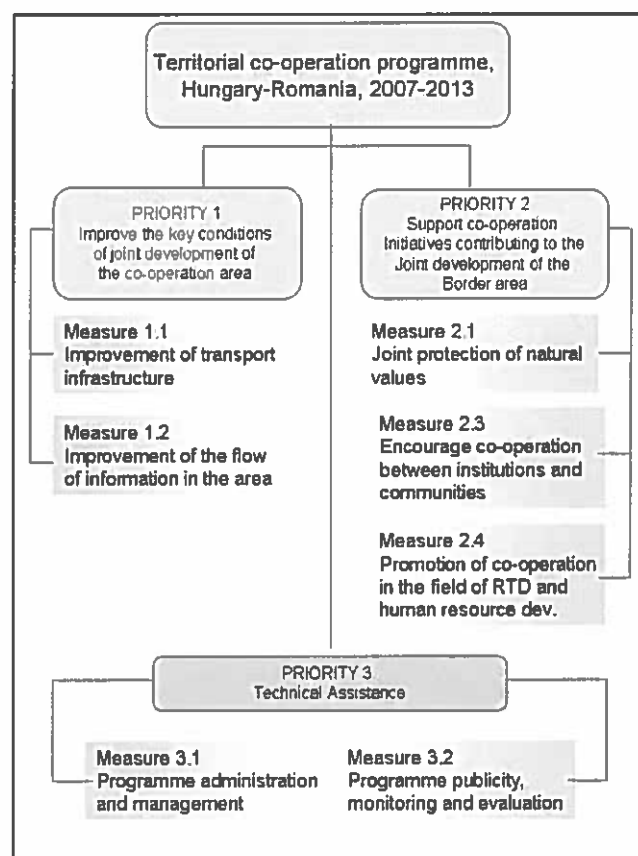 Territorial co-operation programme,
Hungary-Romania, 2007-2013
PRIORITY 1
Improve the key conditions
of joint development of
the co-operation area
Measure 1.1
Improvement of transport
infrastructure
Measure 1.2
Improvement of the flow
of information in the area
PRIORITY 2
Support co-operation
Initiatives contributing to the
Joint development of the
Border area
Measure 2.1
Joint protection of natural
values
Measure 2.3
Encourage co-operation
between institutions and
communities
Measure 2.4
Promotion of co-operation
in the field of RTD and
human resource dev.
PRIORITY 3
Technical Assistance
Measure 3.1
Programme administration
and management
Measure 3.2
Programme publicity,
monitoring and evaluation